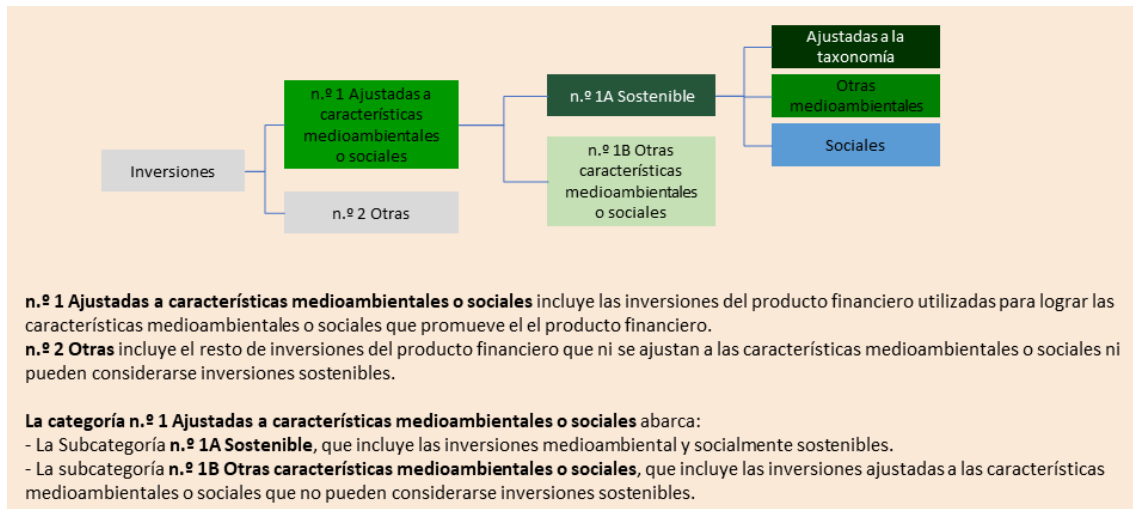 Inversiones
n.º 1 Ajustadas a
características
medioambientales
o sociales
n.º 2 Otras
n.º 1A Sostenible
n.º 1B Otras
características
medioambientales
o sociales
Ajustadas a la
taxonomía
Otras
medioambientales
Sociales
n.º 1 Ajustadas a características medioambientales o sociales incluye las inversiones del producto financiero utilizadas para lograr las
características medioambientales o sociales que promueve el el producto financiero.
n.º 2 Otras incluye el resto de inversiones del producto financiero que ni se ajustan a las características medioambientales o sociales ni
pueden considerarse inversiones sostenibles.
La categoría n.º 1 Ajustadas a características medioambientales o sociales abarca:
- La Subcategoría n.º 1A Sostenible, que incluye las inversiones medioambiental y socialmente sostenibles.
- La subcategoría n.º 1B Otras características medioambientales o sociales, que incluye las inversiones ajustadas a las características
medioambientales o sociales que no pueden considerarse inversiones sostenibles.